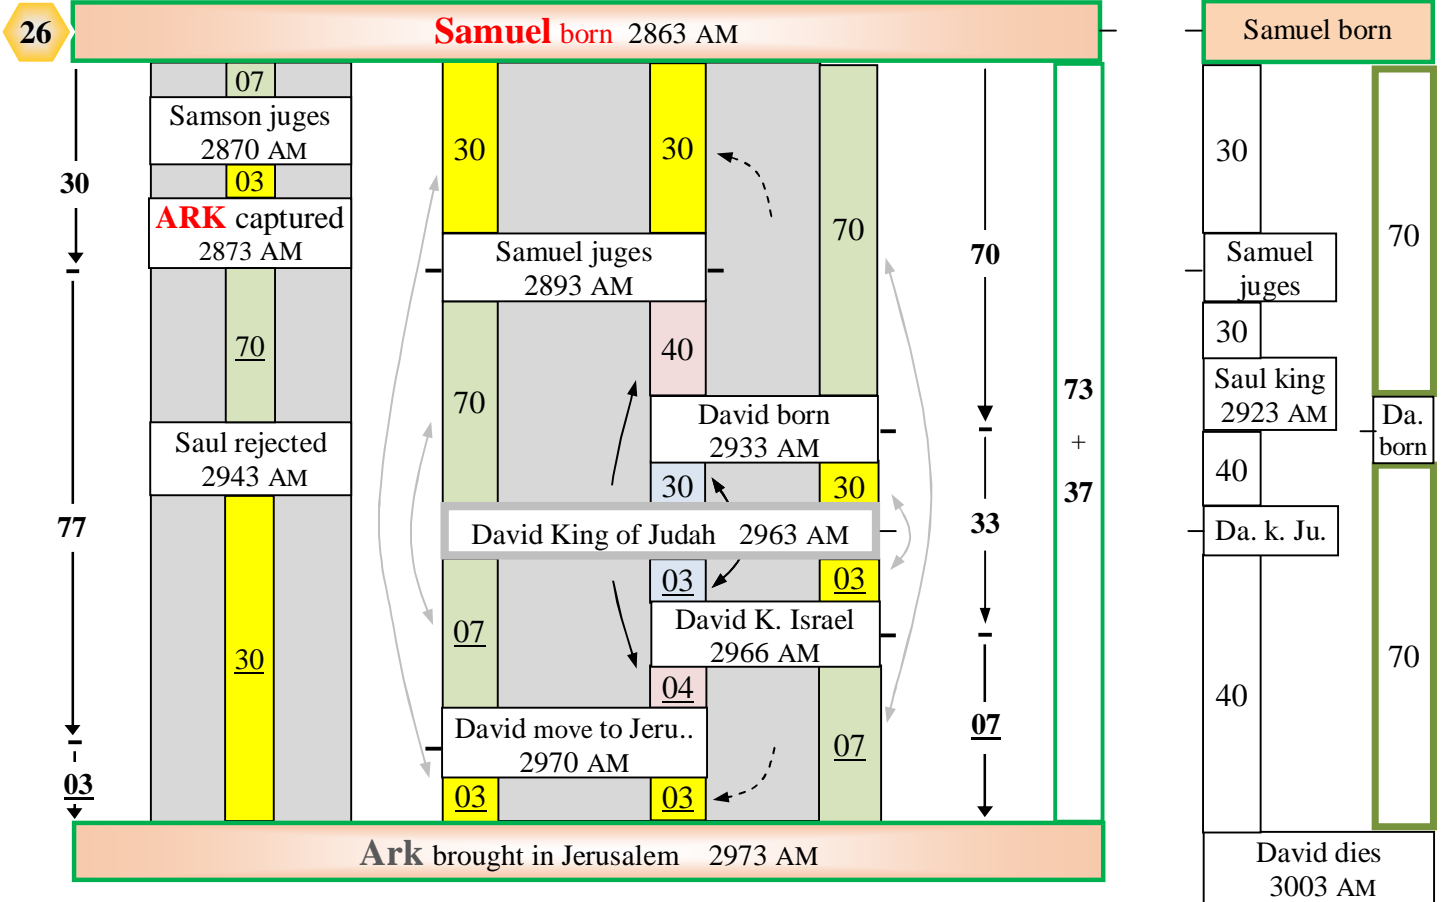 26
Samuel born 2863 AM
Samuel born
07
Samson juges
2870 AM
03
ARK captured
2873 AM
70
Saul rejected
2943 AM
30
30
77
03
30
30
70
Samuel juges
2893 AM
40
70
David born
2933 AM
30
30
David King of Judah 2963 AM
03
03
David K. Israel
2966 AM
07
04
David move to Jeru..
2970 AM
07
03
03
70
33
07
73
+
37
30
70
Samuel
juges
30
Saul king
2923 AM
Da.
born
40
Da. k. Ju.
70
40
Ark brought in Jerusalem 2973 AM
David dies
3003 AM